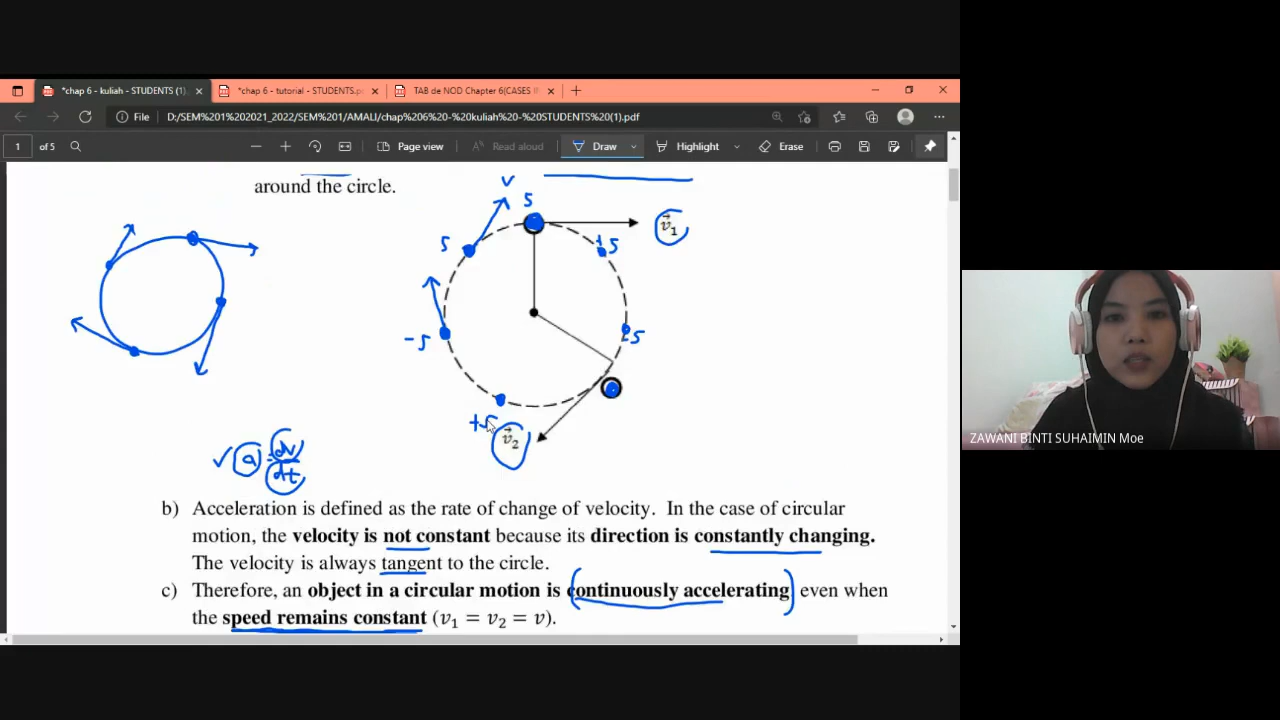 *chap 6 - kuliah - STUDENTS (1).
*chap 6 - tutorial - STUDENTS.p
TAB de NOD Chapter 6(CASES I
File
D:/SEM%201%202021_2022/SEM%201/AMALI/chap%206%20-%20kuliah%20-%20STUDENTS%20(1).pdf
1 of 5
Page view
Read aloud
Draw
Highlight
Erase
around the circle.
v
5
5
v⃗₁
+5
5
-5
+5
v⃗₂
a = dv/dt
b) Acceleration is defined as the rate of change of velocity. In the case of circular
motion, the velocity is not constant because its direction is constantly changing.
The velocity is always tangent to the circle.
c) Therefore, an object in a circular motion is continuously accelerating even when
the speed remains constant (v₁ = v₂ = v).
ZAWANI BINTI SUHAIMIN Moe